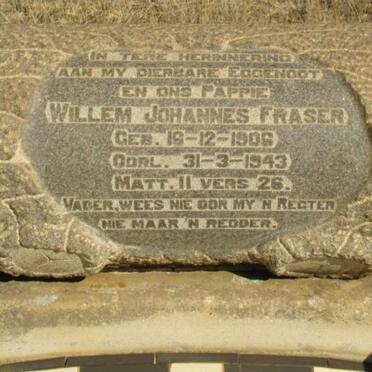 IN TERE HERINNERING
AAN MY DIERBARE EGGENOOT
EN ONS PAPPIE
WILLEM JOHANNES FRASER
GEB. 16-12-1906
OORL. 31-3-1943
MATT. 11 VERS 26.
VADER, WEES NIE OOR MY 'N REGTER
NIE MAAR 'N REDDER.